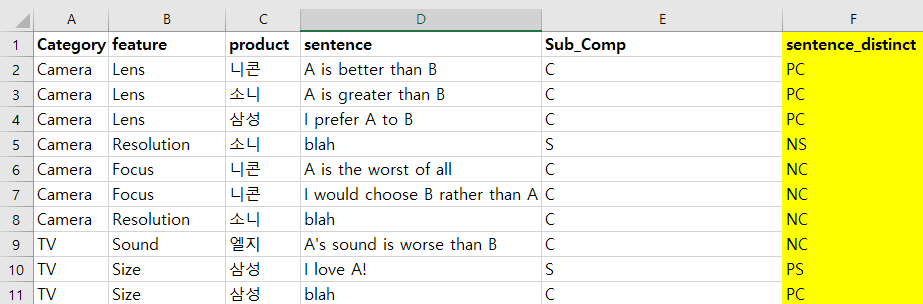 A B C D E F
1 Category feature product sentence Sub_Comp sentence_distinct
2 Camera Lens 니콘 A is better than B C PC
3 Camera Lens 소니 A is greater than B C PC
4 Camera Lens 삼성 I prefer A to B C PC
5 Camera Resolution 소니 blah S NS
6 Camera Focus 니콘 A is the worst of all C NC
7 Camera Focus 니콘 I would choose B rather than A C NC
8 Camera Resolution 소니 blah C NC
9 TV Sound 엘지 A's sound is worse than B C NC
10 TV Size 삼성 I love A! S PS
11 TV Size 삼성 blah C PC